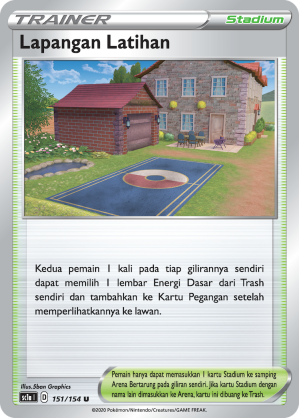 TRAINER Stadium
Lapangan Latihan
Kedua pemain 1 kali pada tiap gilirannya sendiri
dapat memilih 1 lembar Energi Dasar dari Trash
sendiri dan tambahkan ke Kartu Pegangan setelah
memperlihatkannya ke lawan.
Illus. 5ban Graphics
sc1a I D 151/154 U
Pemain hanya dapat memasukkan 1 kartu Stadium ke samping
Arena Bertarung pada giliran sendiri. Jika kartu Stadium dengan
nama lain dimasukkan ke Arena, kartu ini dibuang ke Trash.
©2020 Pokémon/Nintendo/Creatures/GAME FREAK.